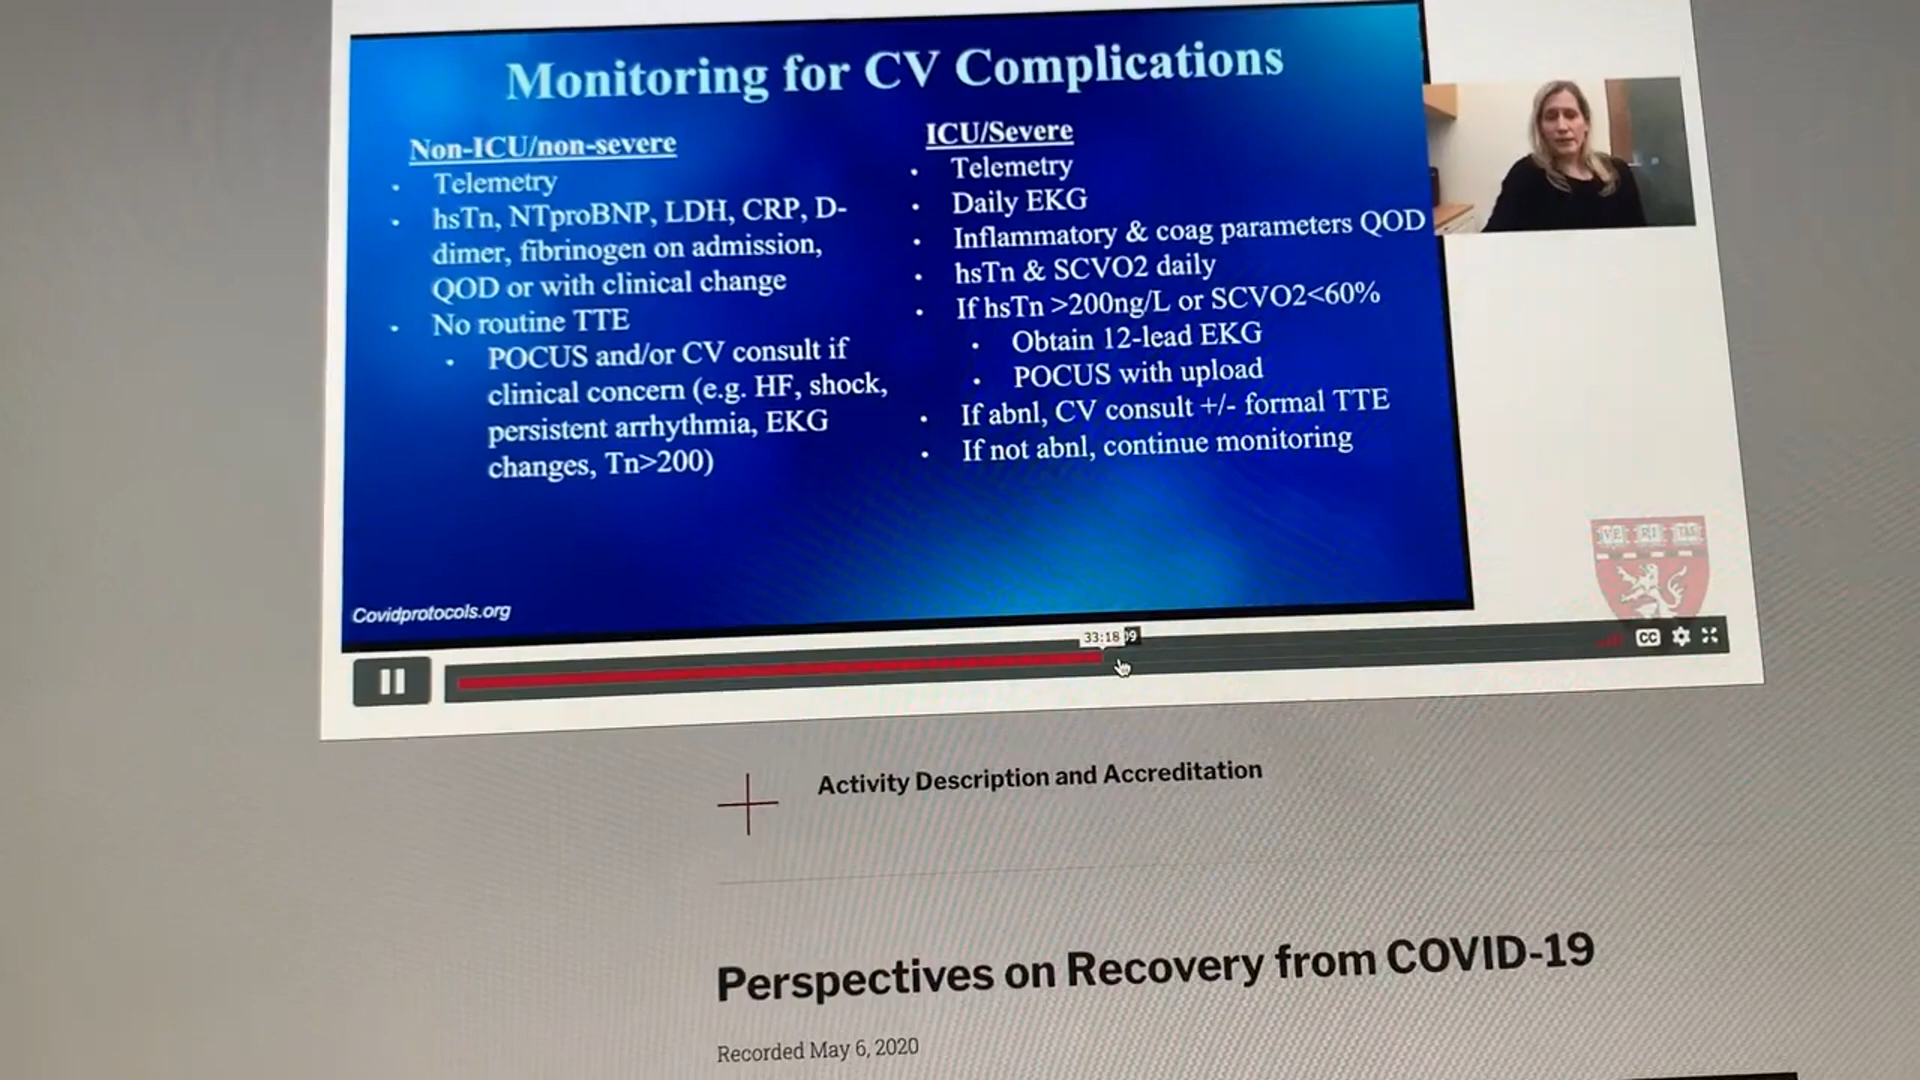 Monitoring for CV Complications
Non-ICU/non-severe
• Telemetry
• hsTn, NTproBNP, LDH, CRP, D-
dimer, fibrinogen on admission,
QOD or with clinical change
• No routine TTE
• POCUS and/or CV consult if
clinical concern (e.g. HF, shock,
persistent arrhythmia, EKG
changes, Tn>200)
ICU/Severe
• Telemetry
• Daily EKG
• Inflammatory & coag parameters QOD
• hsTn & SCVO2 daily
• If hsTn >200ng/L or SCVO2<60%
• Obtain 12-lead EKG
• POCUS with upload
• If abnl, CV consult +/- formal TTE
• If not abnl, continue monitoring
Covidprotocols.org
VE RI TAS
33:18
CC
Activity Description and Accreditation
Perspectives on Recovery from COVID-19
Recorded May 6, 2020